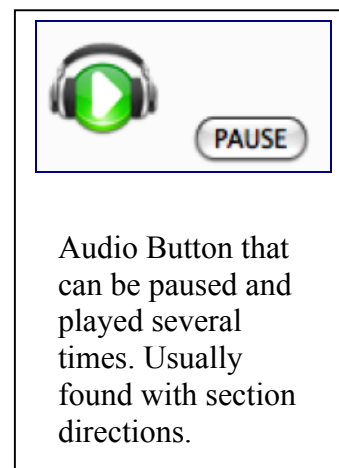 PAUSE
Audio Button that
can be paused and
played several
times. Usually
found with section
directions.